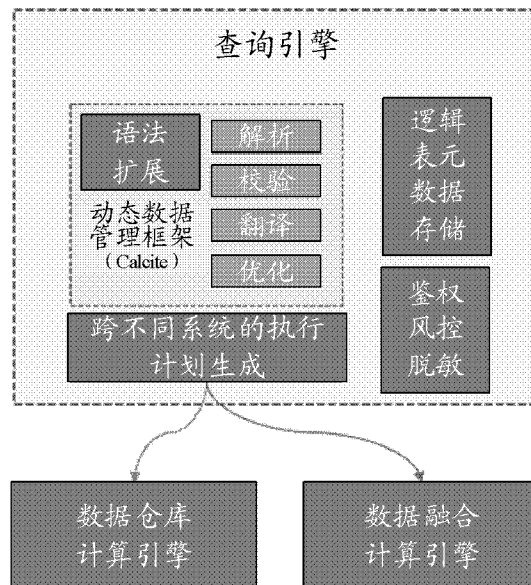 查询引擎
语法
扩展
动态数据
管理框架
（Calcite）
解析
校验
翻译
优化
逻辑
表元
数据
存储
鉴权
风控
脱敏
跨不同系统的执行
计划生成
数据仓库
计算引擎
数据融合
计算引擎